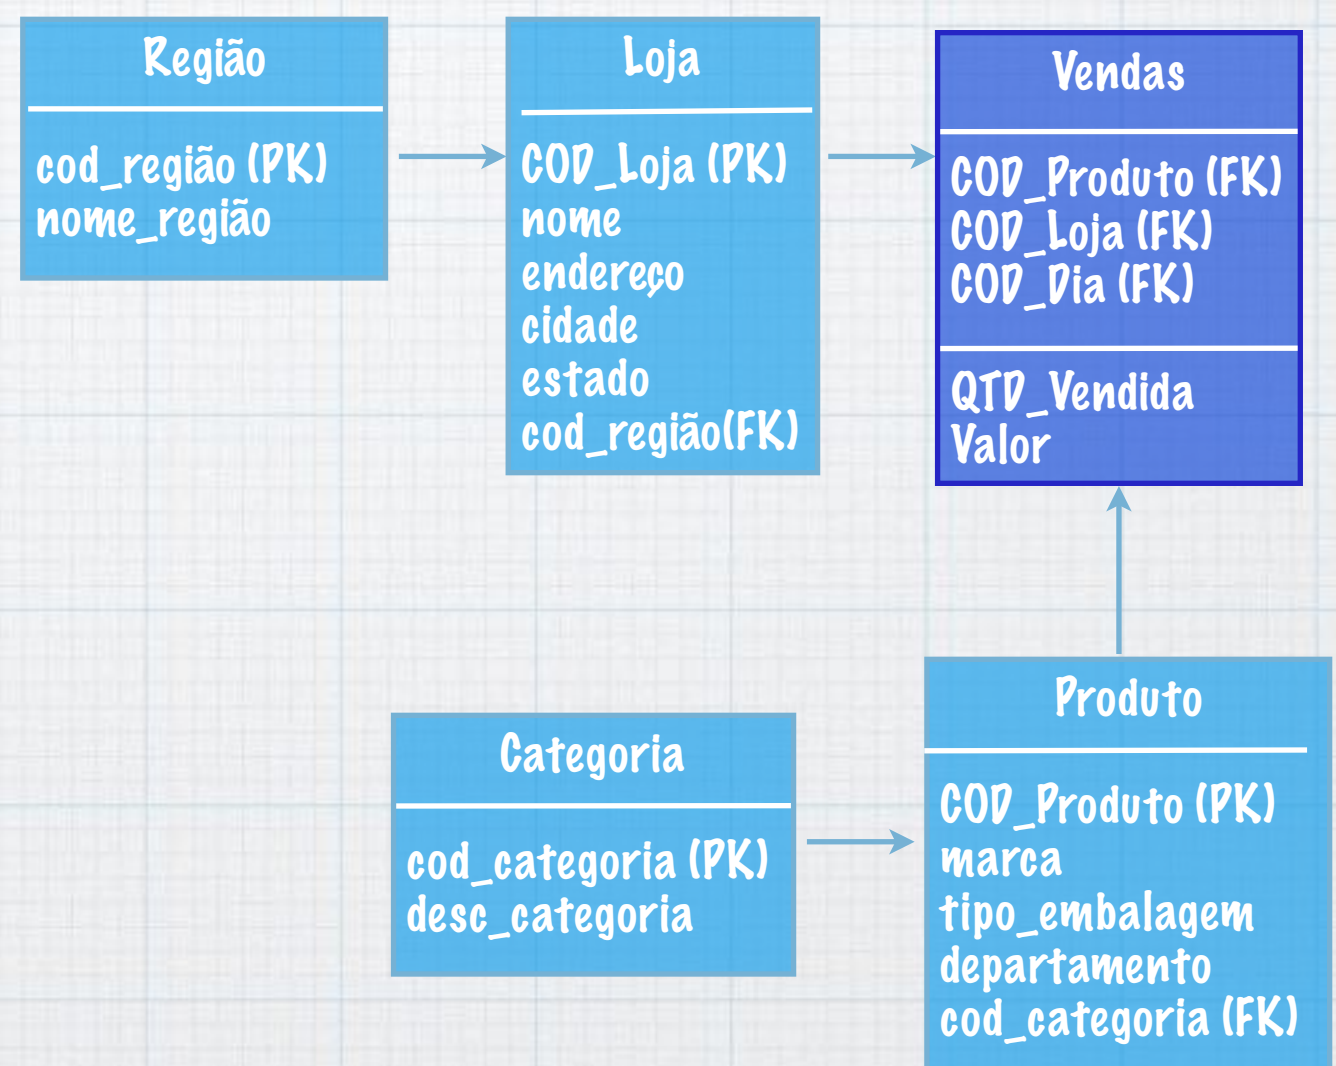 Região
cod_região (PK)
nome_região
Loja
COD_Loja (PK)
nome
endereço
cidade
estado
cod_região(FK)
Vendas
COD_Produto (FK)
COD_Loja (FK)
COD_Dia (FK)
QTD_Vendida
Valor
Categoria
cod_categoria (PK)
desc_categoria
Produto
COD_Produto (PK)
marca
tipo_embalagem
departamento
cod_categoria (FK)